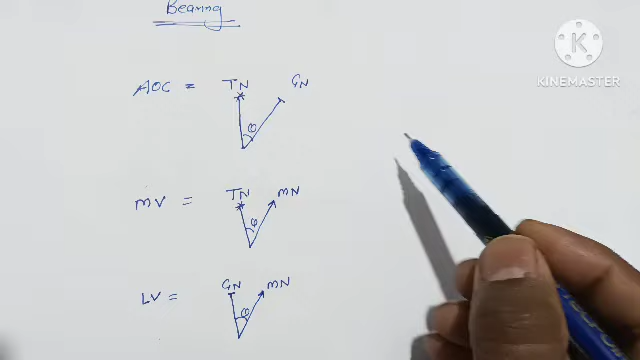 Bearing
AOC = TN GN
θ
MV = TN MN
θ
LV = GN MN
θ
K
KINEMASTER